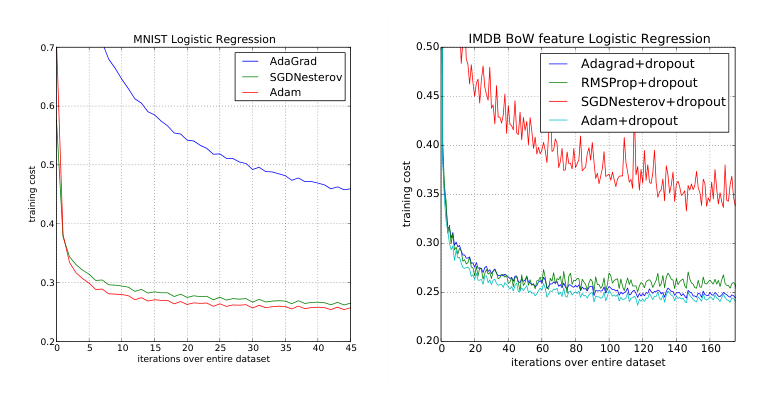 MNIST Logistic Regression
0.7
0.6
0.5
0.4
0.3
0.2
training cost
AdaGrad
SGDNesterov
Adam
0 5 10 15 20 25 30 35 40 45
iterations over entire dataset
IMDB BoW feature Logistic Regression
0.50
0.45
0.40
0.35
0.30
0.25
0.20
training cost
Adagrad+dropout
RMSProp+dropout
SGDNesterov+dropout
Adam+dropout
0 20 40 60 80 100 120 140 160
iterations over entire dataset